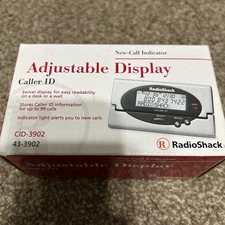 New-Call Indicator
Adjustable Display
Caller ID
Swivel display for easy readability
on a desk or a wall
Stores Caller ID information
for up to 99 calls
Indicator light alerts you to new calls
CID-3902
43-3902
RadioShack
R RadioShack
Adjustable Display